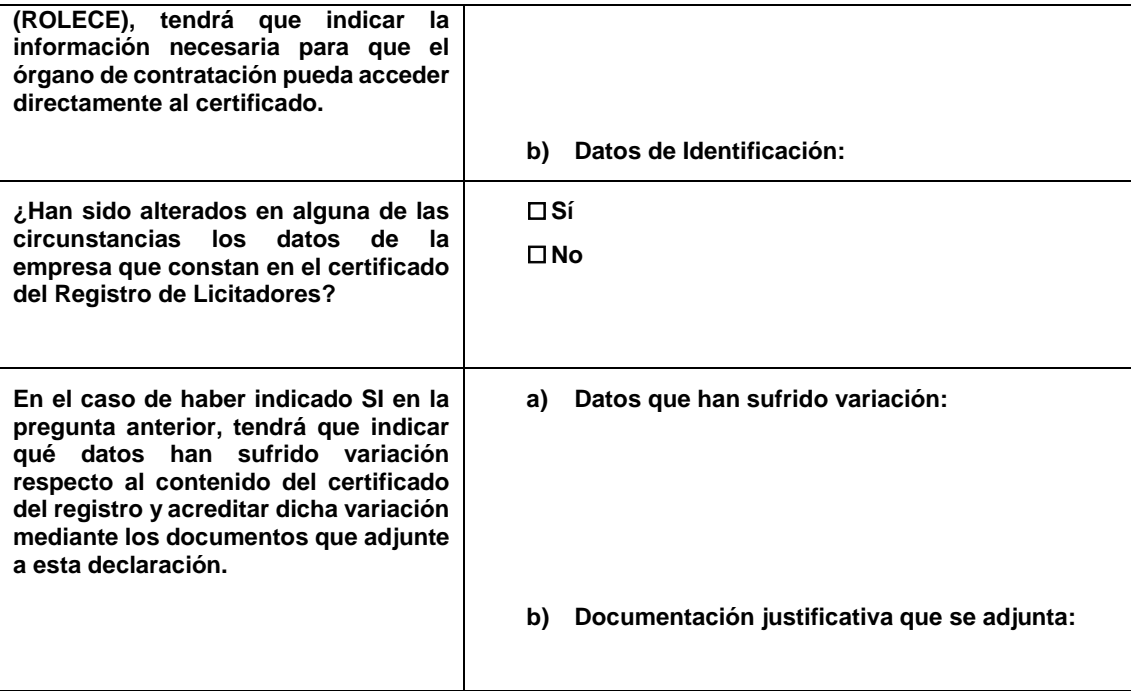 (ROLECE), tendrá que indicar la
información necesaria para que el
órgano de contratación pueda acceder
directamente al certificado.
b) Datos de Identificación:
¿Han sido alterados en alguna de las
circunstancias los datos de la
empresa que constan en el certificado
del Registro de Licitadores?
☐ Sí
☐ No
En el caso de haber indicado SI en la
pregunta anterior, tendrá que indicar
qué datos han sufrido variación
respecto al contenido del certificado
del registro y acreditar dicha variación
mediante los documentos que adjunte
a esta declaración.
a) Datos que han sufrido variación:
b) Documentación justificativa que se adjunta: